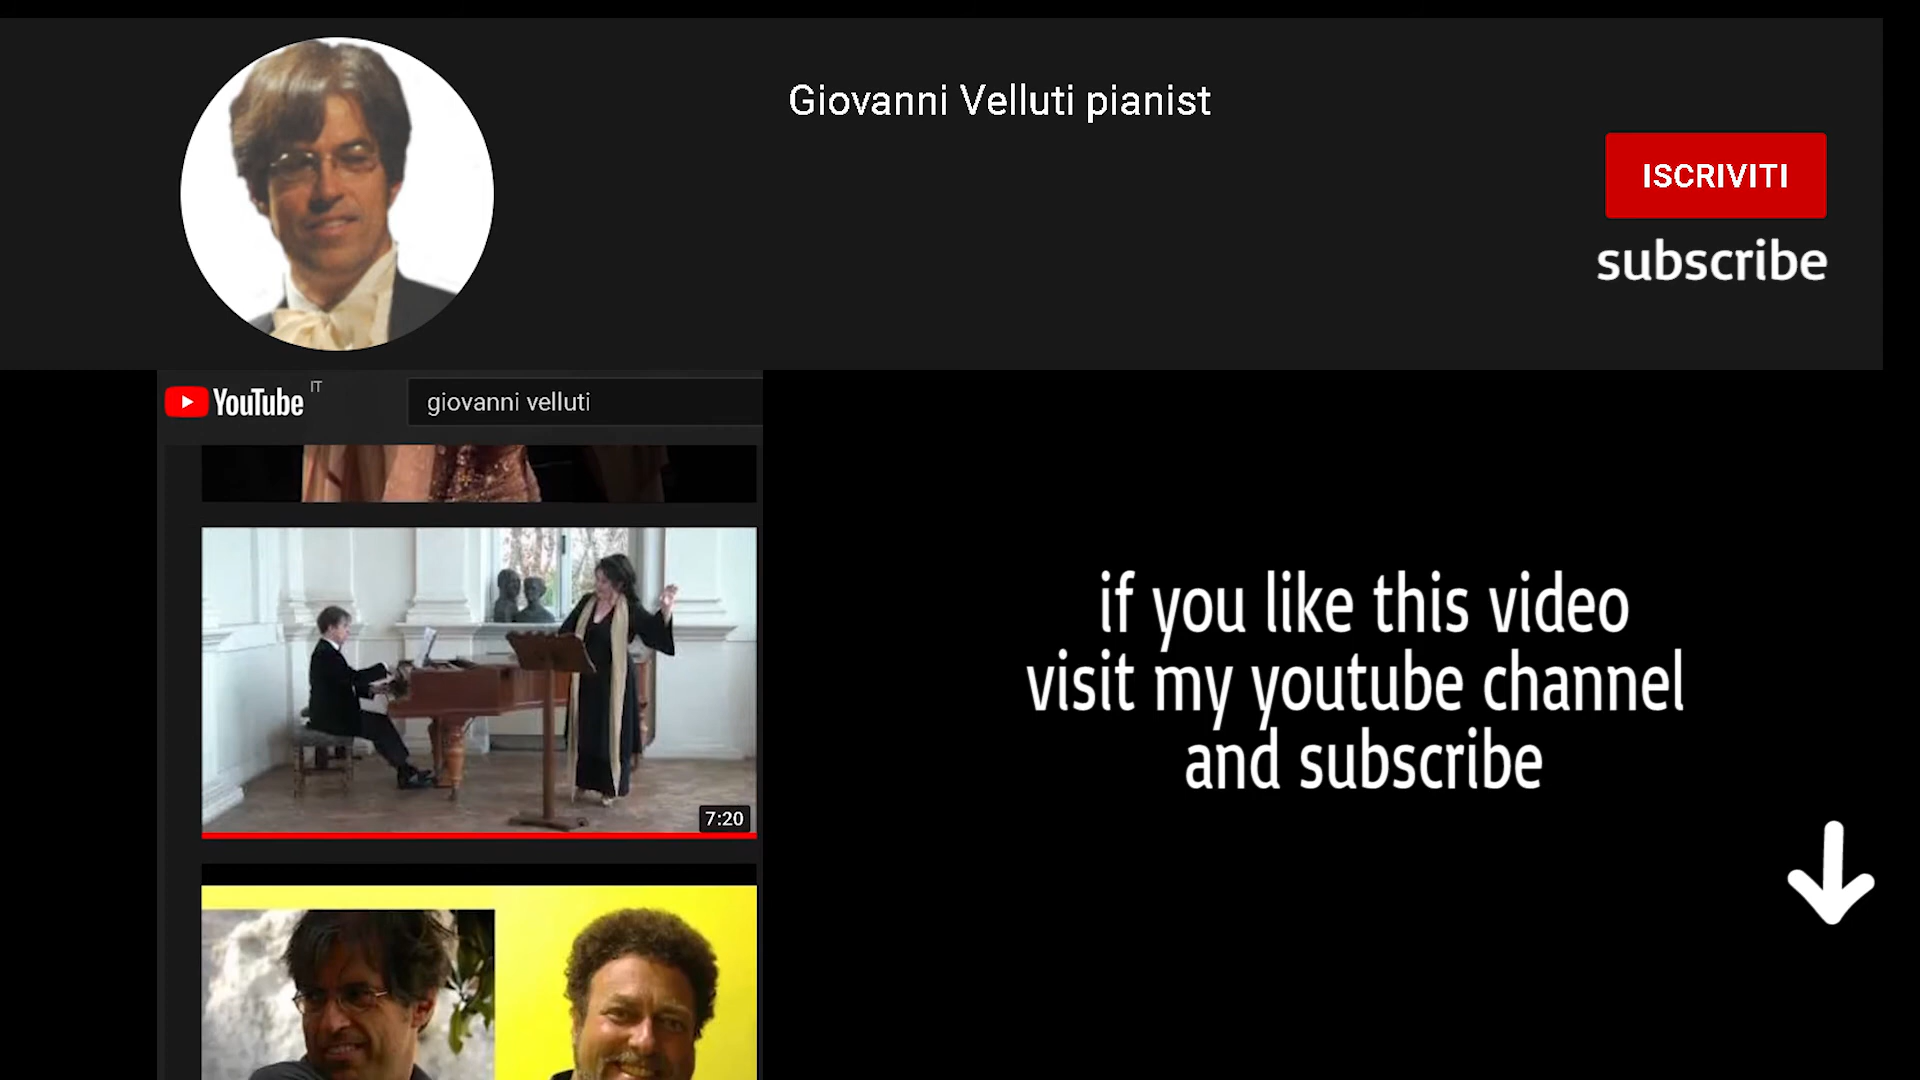 Giovanni Velluti pianist
ISCRIVITI
subscribe
YouTube IT
giovanni velluti
7:20
if you like this video
visit my youtube channel
and subscribe